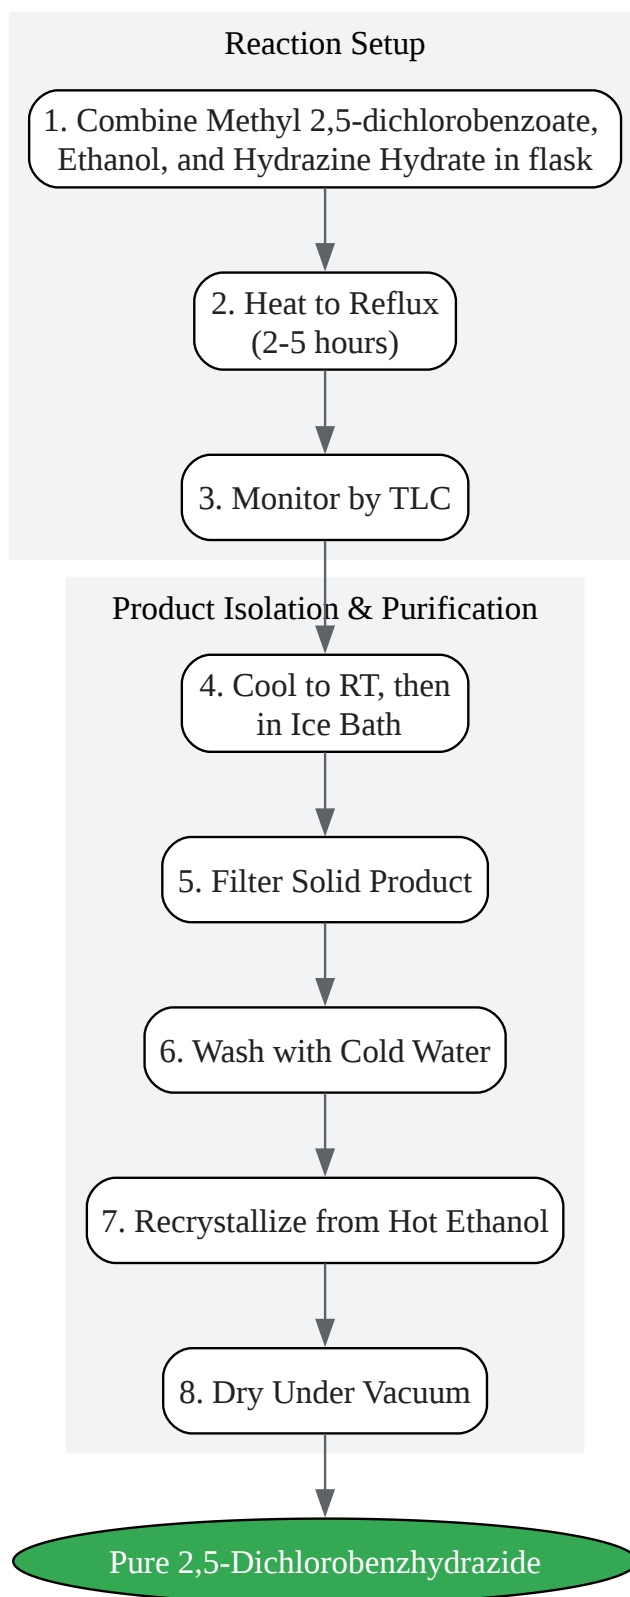 Reaction Setup
1. Combine Methyl 2,5-dichlorobenzoate,
Ethanol, and Hydrazine Hydrate in flask
2. Heat to Reflux
(2-5 hours)
3. Monitor by TLC
Product Isolation & Purification
4. Cool to RT, then
in Ice Bath
5. Filter Solid Product
6. Wash with Cold Water
7. Recrystallize from Hot Ethanol
8. Dry Under Vacuum
Pure 2,5-Dichlorobenzhydrazide